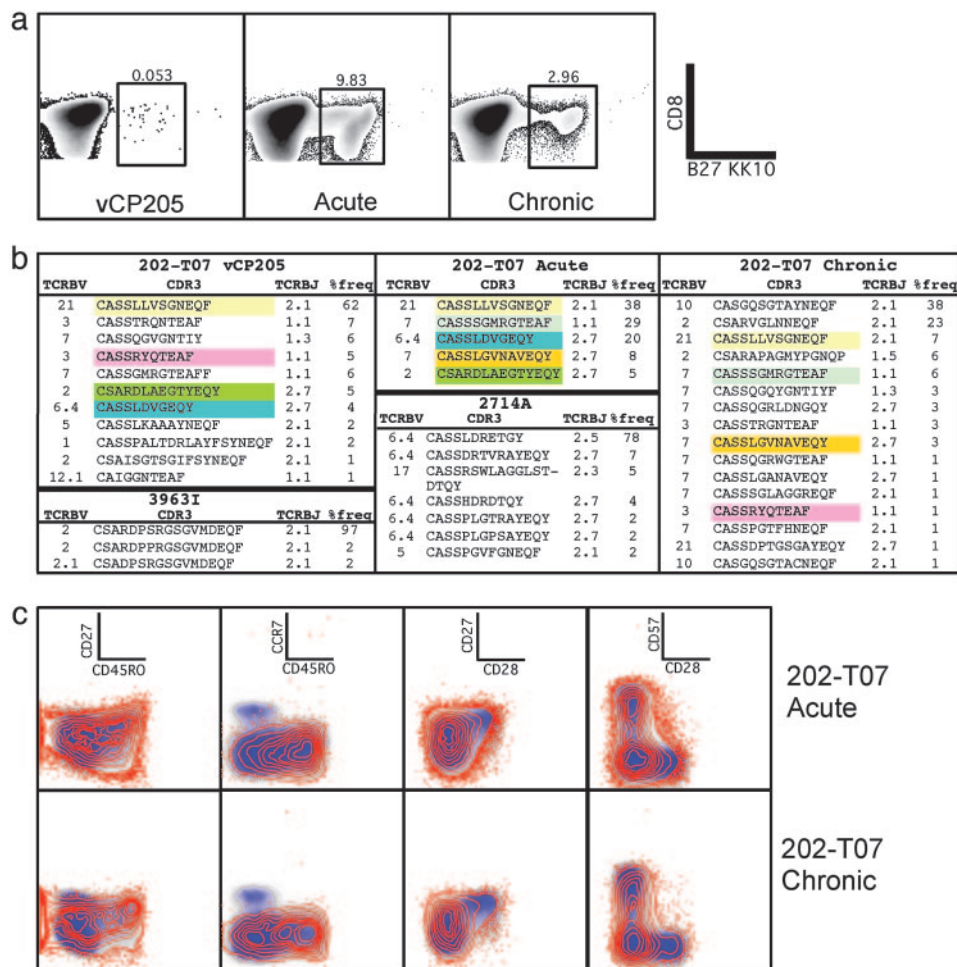 a
0.053
9.83
2.96
CD8
B27 KK10
vCP205
Acute
Chronic
b
202-T07 vCP205
TCRBV CDR3 TCRBJ %freq
21 CASSLLVSGNEQF 2.1 62
3 CASSTRQNTEAF 1.1 7
7 CASSQGVGNTIY 1.3 6
3 CASSRYQTEAF 1.1 5
7 CASSGMRGTEAFF 1.1 6
2 CSARDLAEGTYEQY 2.7 5
6.4 CASSLDVGEQY 2.7 4
5 CASSLKAAAYNEQF 2.1 2
1 CASSPALTDRLAYFSYNEQF 2.1 2
2 CSAISGTSGIFSYNEQF 2.1 1
12.1 CAIGGNTEAF 1.1 1
3963I
TCRBV CDR3 TCRBJ %freq
2 CSARDPSRGSGVMDEQF 2.1 97
2 CSARDPPRGSGVMDEQF 2.1 2
2.1 CSADPSRGSGVMDEQF 2.1 2
202-T07 Acute
TCRBV CDR3 TCRBJ %freq
21 CASSLLVSGNEQF 2.1 38
7 CASSSGMRGTEAF 1.1 29
6.4 CASSLDVGEQY 2.7 20
7 CASSLGVNAVEQY 2.7 8
2 CSARDLAEGTYEQY 2.7 5
2714A
TCRBV CDR3 TCRBJ %freq
6.4 CASSLDRETGY 2.5 78
6.4 CASSDRTVRAYEQY 2.7 7
17 CASSRSWLAGGLST- 2.3 5
DTQY
6.4 CASSHDRDTQY 2.7 4
6.4 CASSPLGTRAYEQY 2.7 2
6.4 CASSPLGPSAYEQY 2.7 2
5 CASSPGVFGNEQF 2.1 2
202-T07 Chronic
TCRBV CDR3 TCRBJ %freq
10 CASGQSGTAYNEQF 2.1 38
2 CSARVGLNNEQF 2.1 23
21 CASSLLVSGNEQF 2.1 7
2 CSARAPAGMYPGNQP 1.5 6
7 CASSSGMRGTEAF 1.1 6
7 CASSQGQYGNTIYF 1.3 3
7 CASSQGRLDNGQY 2.7 3
3 CASSTRGNTEAF 1.1 3
7 CASSLGVNAVEQY 2.7 3
7 CASSQGRWGTEAF 1.1 1
7 CASSLGANAVEQY 2.7 1
7 CASSSGLAGGREQF 2.1 1
3 CASSRYQTEAF 1.1 1
7 CASSPGTFHNEQF 2.1 1
21 CASSDPTGSGAYEQY 2.7 1
10 CASGQSGTACNEQF 2.1 1
c
CD27
CD45RO
CCR7
CD45RO
CD27
CD28
CD57
CD28
202-T07
Acute
202-T07
Chronic